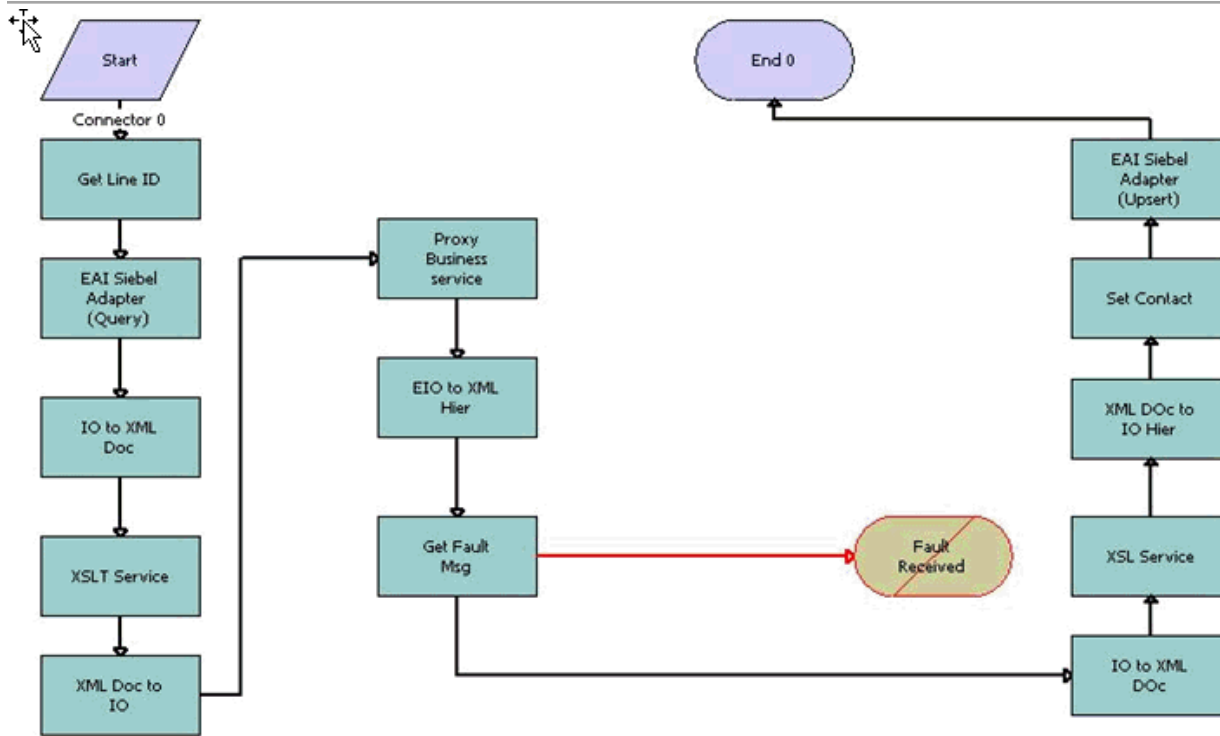 Start
Connector 0
Get Line ID
EAI Siebel
Adapter
(Query)
IO to XML
Doc
XSLT Service
XML Doc to
IO
Proxy
Business
service
EIO to XML
Hier
Get Fault
Msg
Fault
Received
IO to XML
DOc
XSL Service
XML DOc to
IO Hier
Set Contact
EAI Siebel
Adapter
(Upsert)
End 0